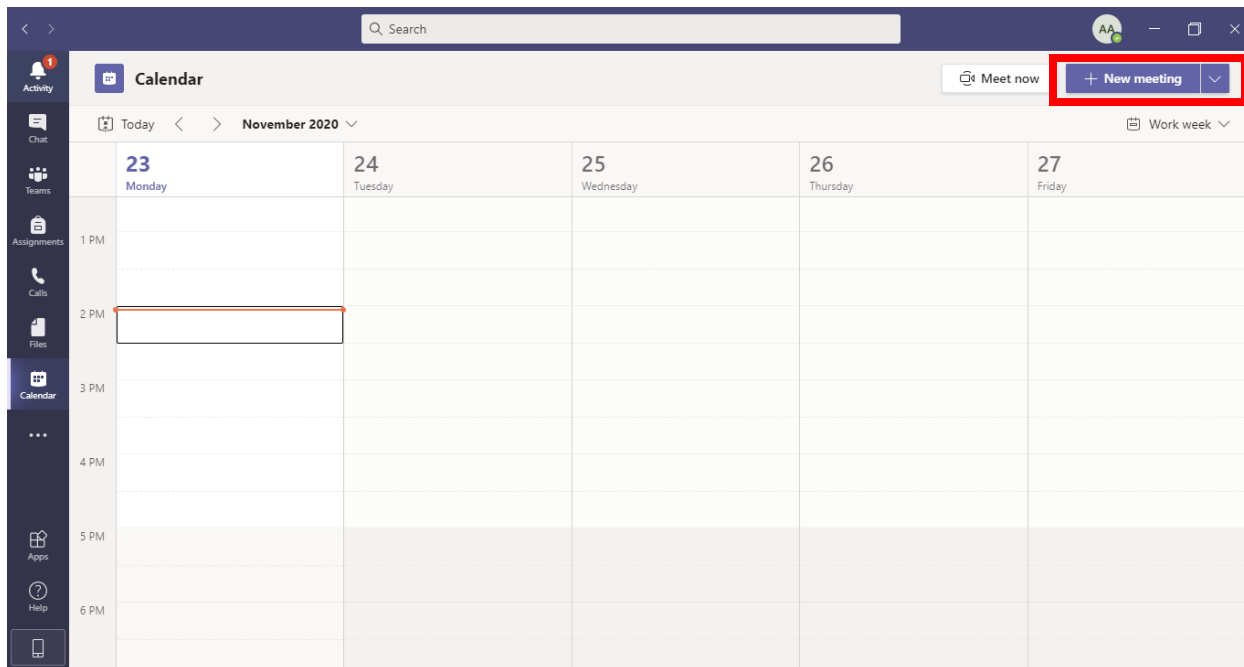 Search
AA
1
Activity
Calendar
Meet now
New meeting
Chat
Today
November 2020
Work week
Teams
23
Monday
24
Tuesday
25
Wednesday
26
Thursday
27
Friday
Assignments
1 PM
Calls
2 PM
Files
Calendar
3 PM
4 PM
5 PM
Apps
Help
6 PM